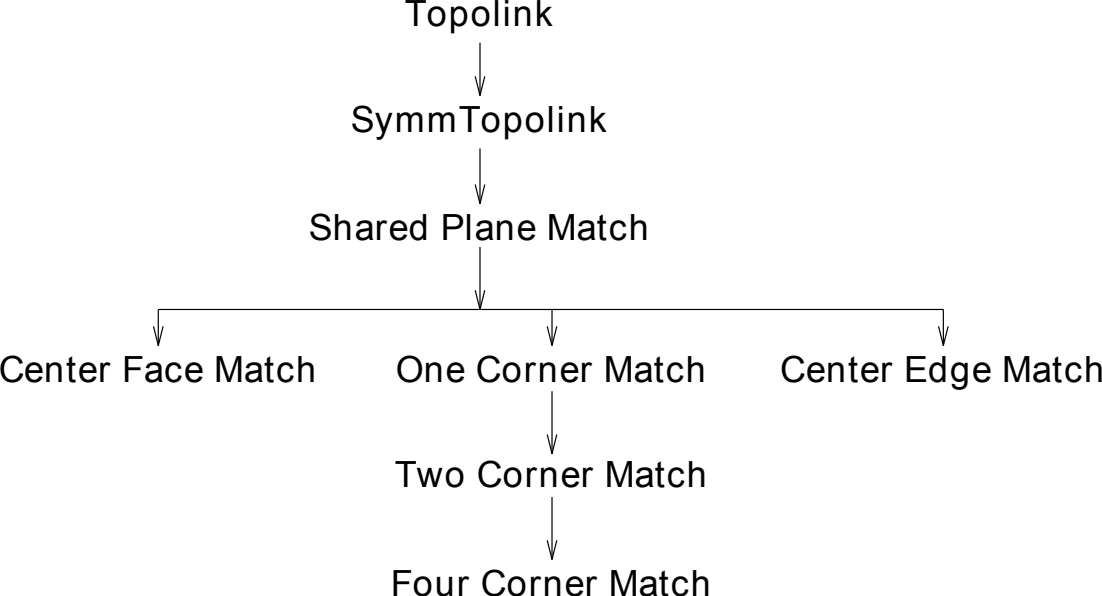 Topolink
SymmTopolink
Shared Plane Match
Center Face Match
One Corner Match
Center Edge Match
Two Corner Match
Four Corner Match